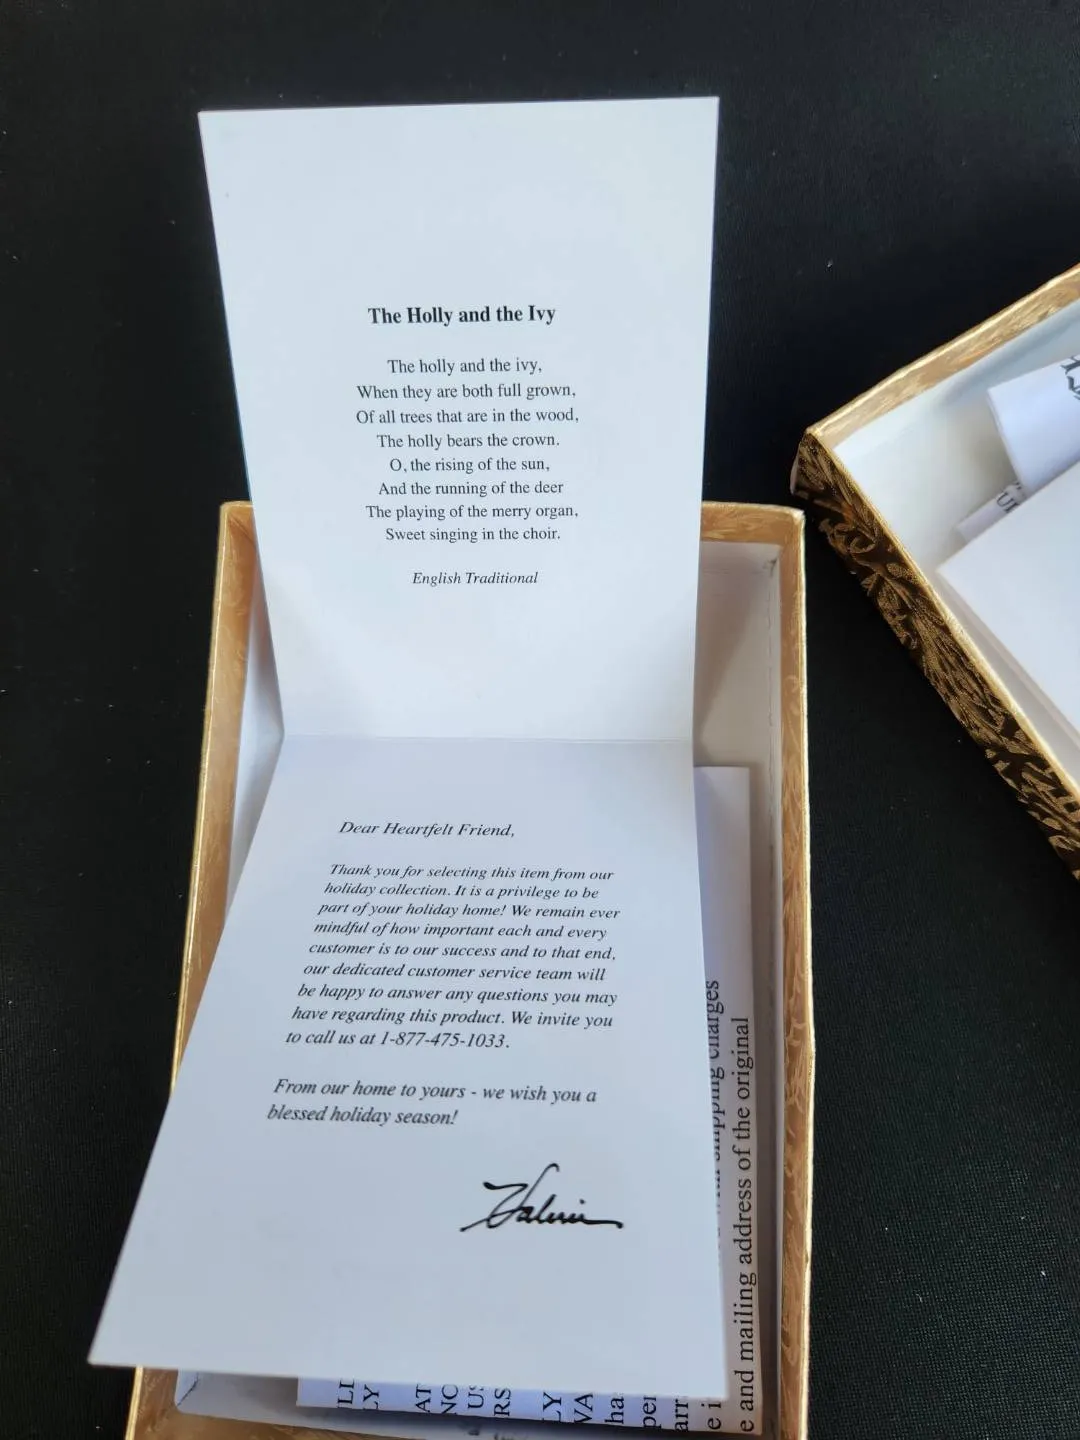 The Holly and the Ivy
The holly and the ivy,
When they are both full grown,
Of all trees that are in the wood,
The holly bears the crown.
O, the rising of the sun,
And the running of the deer
The playing of the merry organ,
Sweet singing in the choir.
English Traditional
Dear Heartfelt Friend,
Thank you for selecting this item from our
holiday collection. It is a privilege to be
part of your holiday home! We remain ever
mindful of how important each and every
customer is to our success and to that end,
our dedicated customer service team will
be happy to answer any questions you may
have regarding this product. We invite you
to call us at 1-877-475-1033.
From our home to yours - we wish you a
blessed holiday season!
shipping charges
e and mailing address of the original